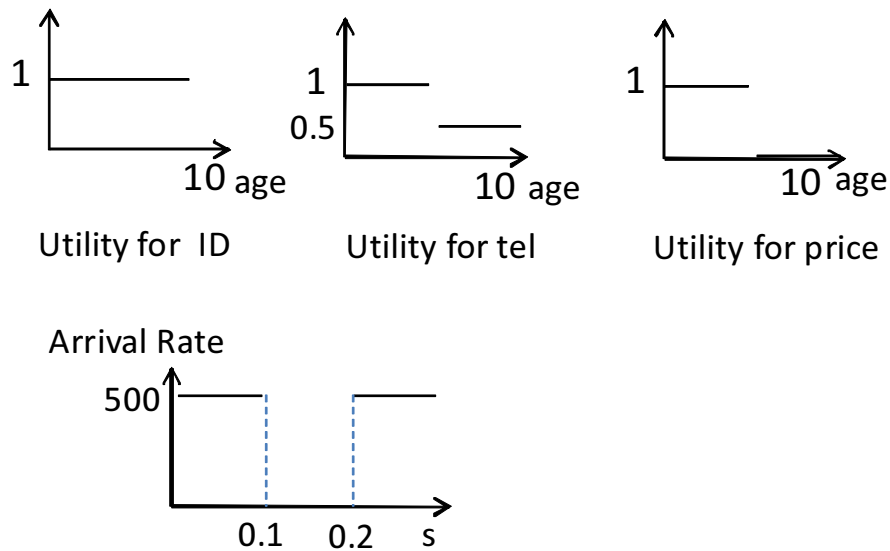 1
10 age
Utility for ID
1
0.5
10 age
Utility for tel
1
10 age
Utility for price
Arrival Rate
500
0.1
0.2
s